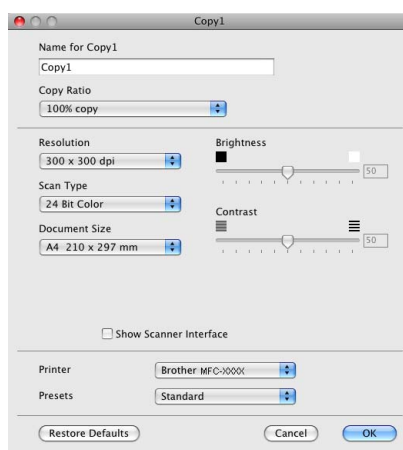 Copy1
Name for Copy1
Copy1
Copy Ratio
100% copy
Resolution
300 x 300 dpi
Scan Type
24 Bit Color
Document Size
A4 210 x 297 mm
Brightness
50
Contrast
50
Show Scanner Interface
Printer
Brother MFC-XXXX
Presets
Standard
Restore Defaults
Cancel
OK